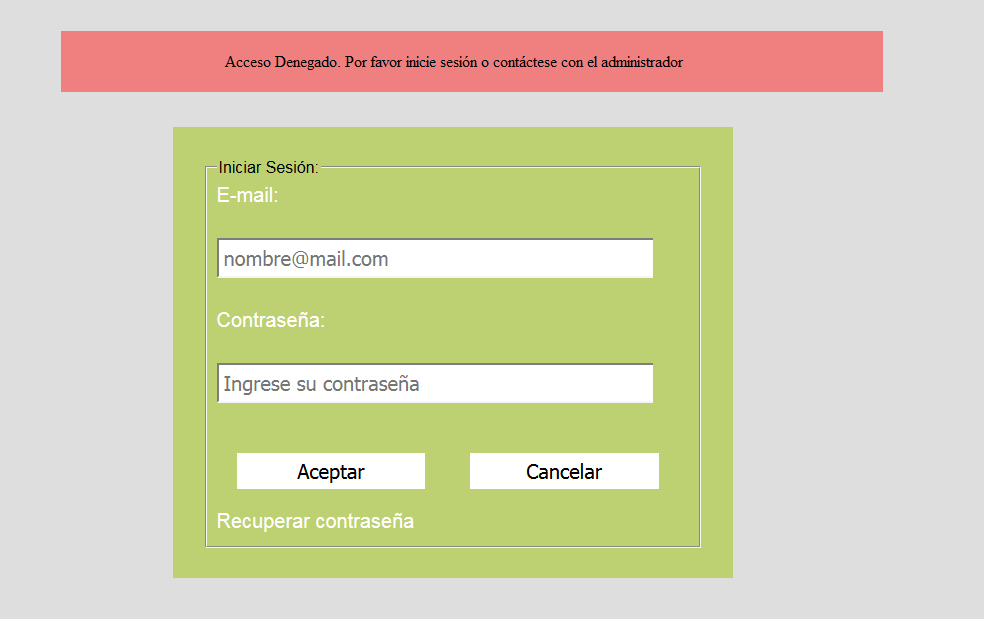 Acceso Denegado. Por favor inicie sesión o contáctese con el administrador
Iniciar Sesión:
E-mail:
nombre@mail.com
Contraseña:
Ingrese su contraseña
Aceptar
Cancelar
Recuperar contraseña